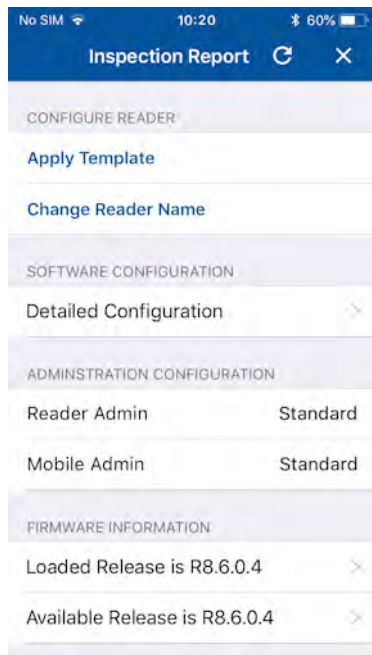 No SIM 10:20 60%
Inspection Report
CONFIGURE READER
Apply Template
Change Reader Name
SOFTWARE CONFIGURATION
Detailed Configuration
ADMINSTRATION CONFIGURATION
Reader Admin Standard
Mobile Admin Standard
FIRMWARE INFORMATION
Loaded Release is R8.6.0.4
Available Release is R8.6.0.4